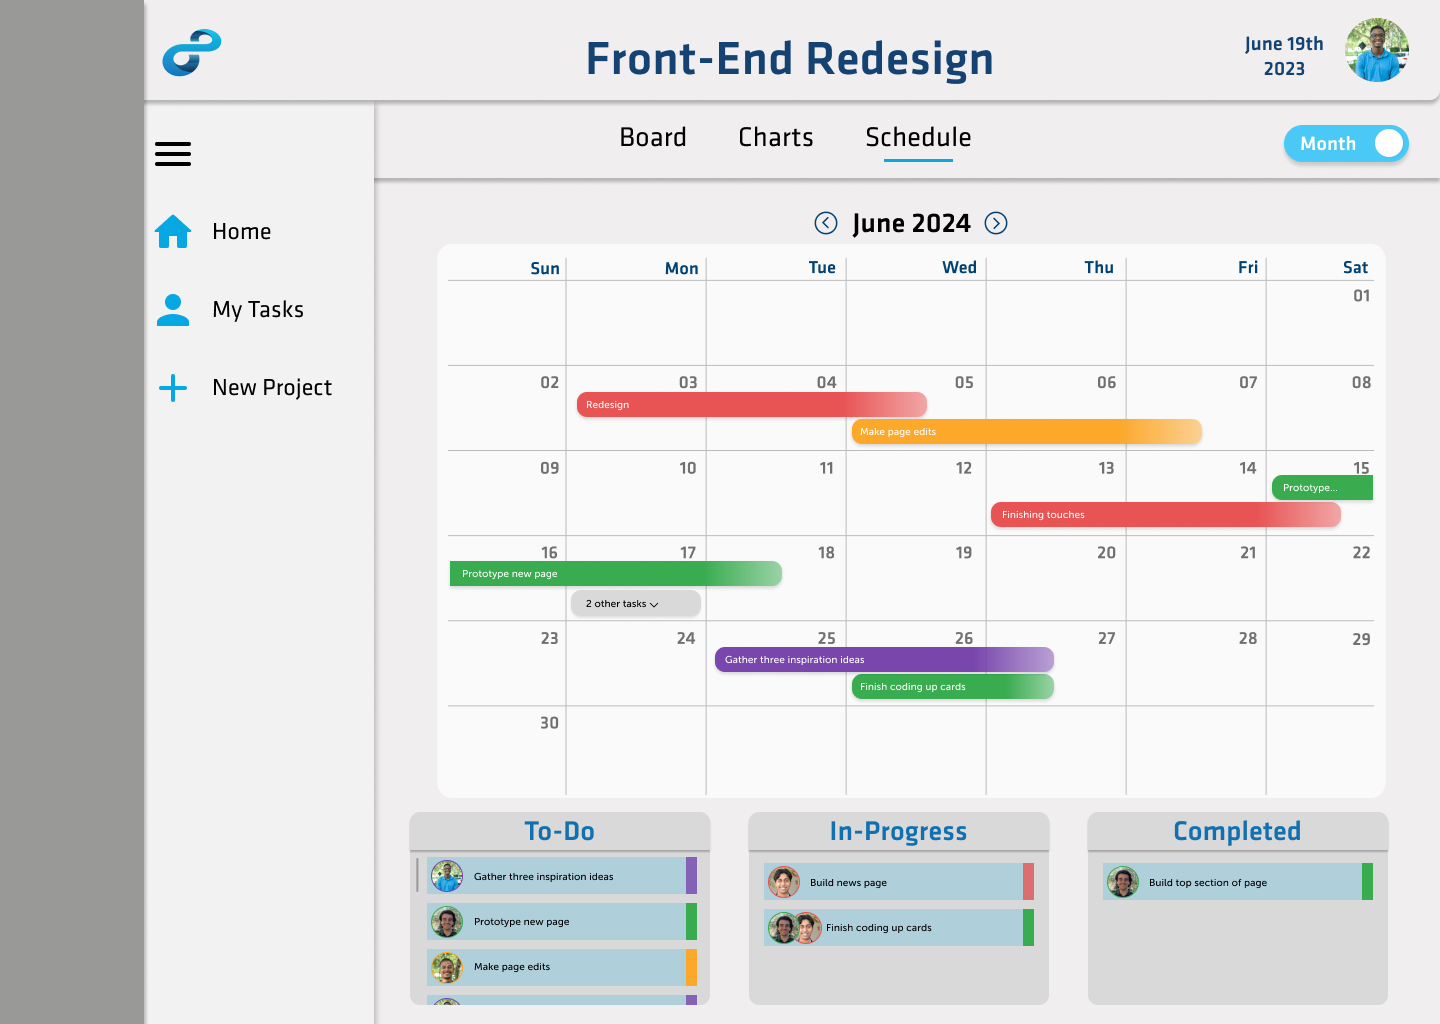 Front-End Redesign
June 19th
2023
Board Charts Schedule
Month
Home
My Tasks
New Project
June 2024
Sun Mon Tue Wed Thu Fri Sat
01
02 03 04 05 06 07 08
Redesign
Make page edits
09 10 11 12 13 14 15
Prototype...
Finishing touches
16 17 18 19 20 21 22
Prototype new page
2 other tasks
23 24 25 26 27 28 29
Gather three inspiration ideas
Finish coding up cards
30
To-Do
Gather three inspiration ideas
Prototype new page
Make page edits
In-Progress
Build news page
Finish coding up cards
Completed
Build top section of page